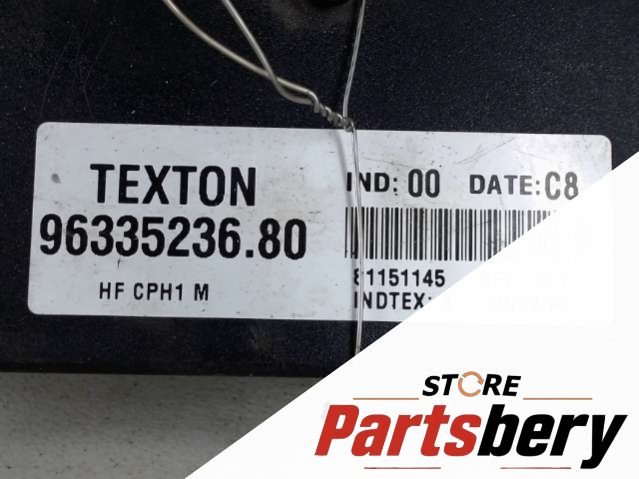 TEXTON IND: 00 DATE: C8
96335236.80
81151145
HF CPH1 M INDTEX:
STORE
Partsbery